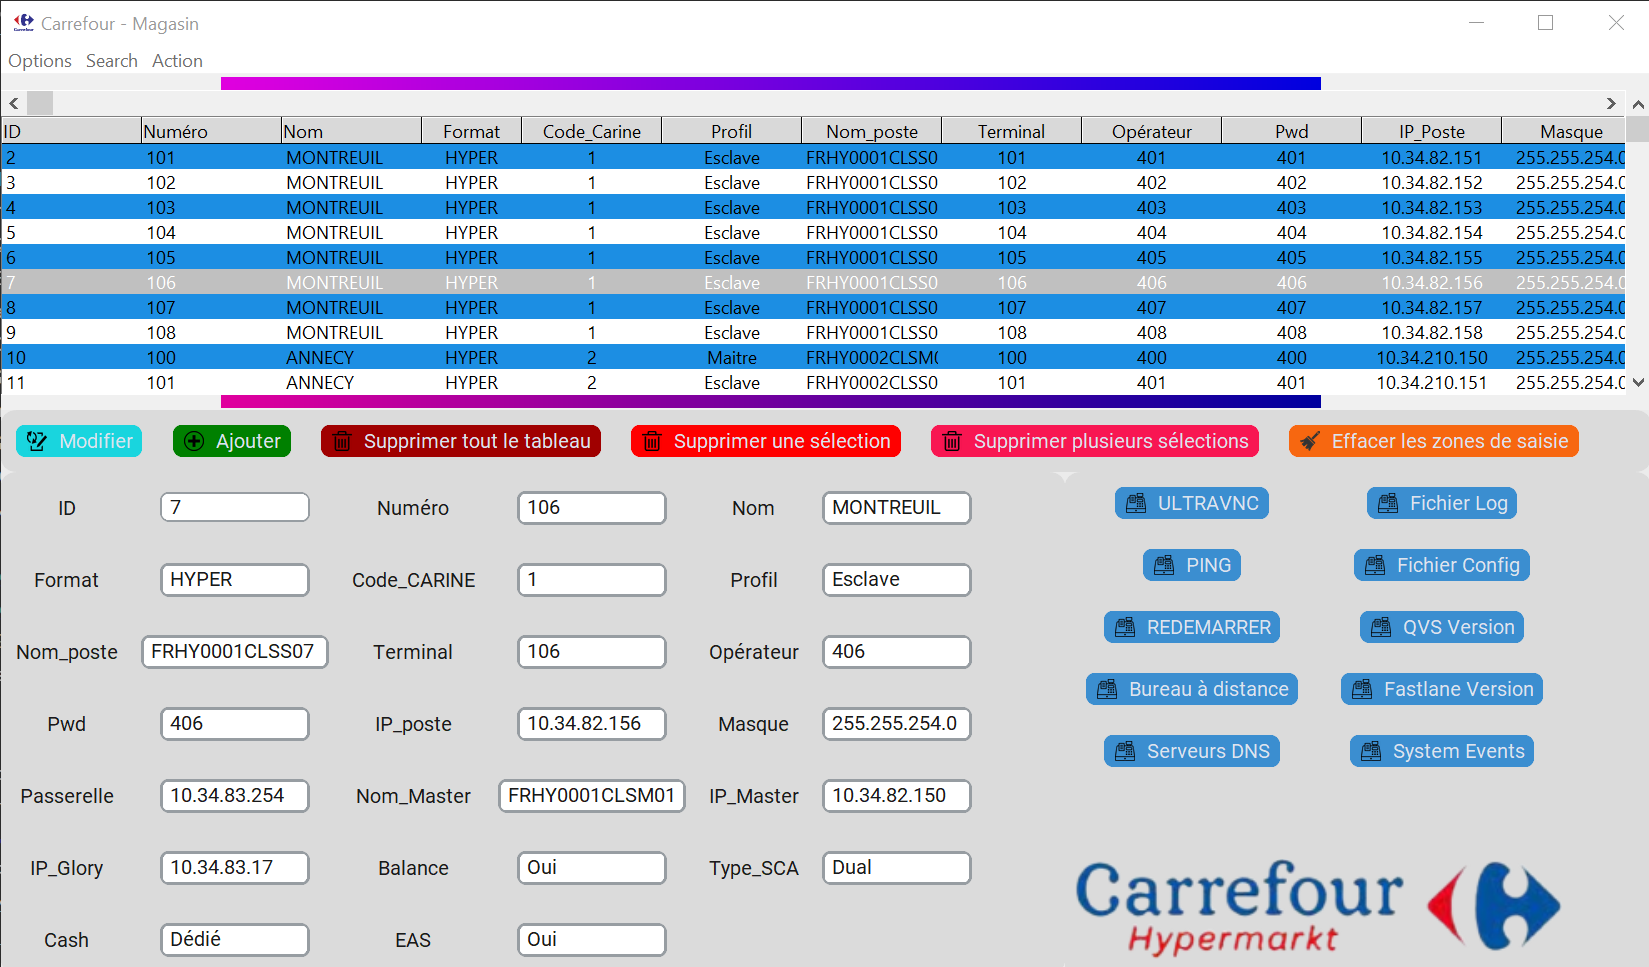 Carrefour - Magasin
Options Search Action
ID Numéro Nom Format Code_Carine Profil Nom_poste Terminal Opérateur Pwd IP_Poste Masque
2 101 MONTREUIL HYPER 1 Esclave FRHY0001CLSS0 101 401 401 10.34.82.151 255.255.254.0
3 102 MONTREUIL HYPER 1 Esclave FRHY0001CLSS0 102 402 402 10.34.82.152 255.255.254.0
4 103 MONTREUIL HYPER 1 Esclave FRHY0001CLSS0 103 403 403 10.34.82.153 255.255.254.0
5 104 MONTREUIL HYPER 1 Esclave FRHY0001CLSS0 104 404 404 10.34.82.154 255.255.254.0
6 105 MONTREUIL HYPER 1 Esclave FRHY0001CLSS0 105 405 405 10.34.82.155 255.255.254.0
7 106 MONTREUIL HYPER 1 Esclave FRHY0001CLSS0 106 406 406 10.34.82.156 255.255.254.0
8 107 MONTREUIL HYPER 1 Esclave FRHY0001CLSS0 107 407 407 10.34.82.157 255.255.254.0
9 108 MONTREUIL HYPER 1 Esclave FRHY0001CLSS0 108 408 408 10.34.82.158 255.255.254.0
10 100 ANNECY HYPER 2 Maitre FRHY0002CLSM0 100 400 400 10.34.210.150 255.255.254.0
11 101 ANNECY HYPER 2 Esclave FRHY0002CLSS0 101 401 401 10.34.210.151 255.255.254.0
Modifier Ajouter Supprimer tout le tableau Supprimer une sélection Supprimer plusieurs sélections Effacer les zones de saisie
ID 7 Numéro 106 Nom MONTREUIL ULTRAVNC Fichier Log
Format HYPER Code_CARINE 1 Profil Esclave PING Fichier Config
Nom_poste FRHY0001CLSS07 Terminal 106 Opérateur 406 REDEMARRER QVS Version
Pwd 406 IP_poste 10.34.82.156 Masque 255.255.254.0 Bureau à distance Fastlane Version
Passerelle 10.34.83.254 Nom_Master FRHY0001CLSM01 IP_Master 10.34.82.150 Serveurs DNS System Events
IP_Glory 10.34.83.17 Balance Oui Type_SCA Dual
Cash Dédié EAS Oui
Carrefour
Hypermarkt